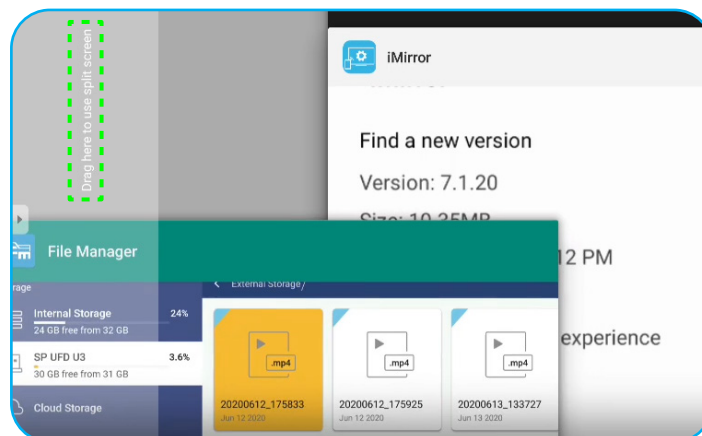 Drag here to use split screen
iMirror
Find a new version
Version: 7.1.20
Size: 10.35MB
12 PM
File Manager
experience
External Storage/
Internal Storage
24%
24 GB free from 32 GB
SP UFD U3
3.6%
30 GB free from 31 GB
Cloud Storage
.mp4
.mp4
.mp4
20200612_175833
Jun 12 2020
20200612_175925
Jun 12 2020
20200613_133727
Jun 13 2020